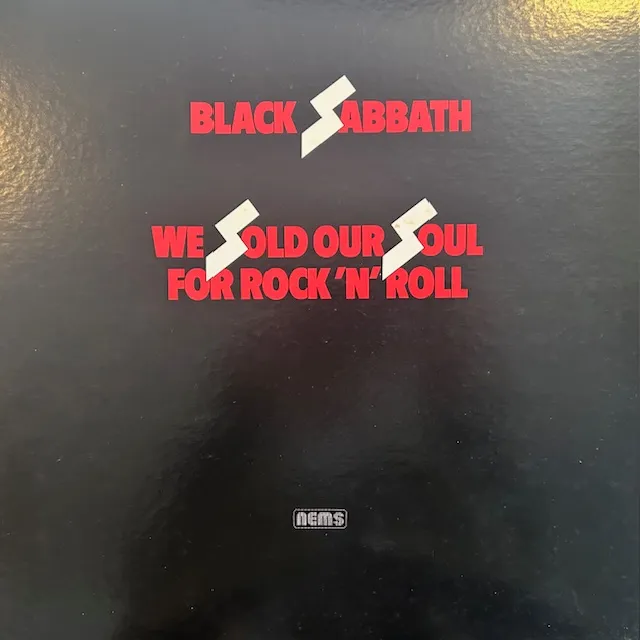 BLACK SABBATH
WE SOLD OUR SOUL
FOR ROCK 'N' ROLL
nems